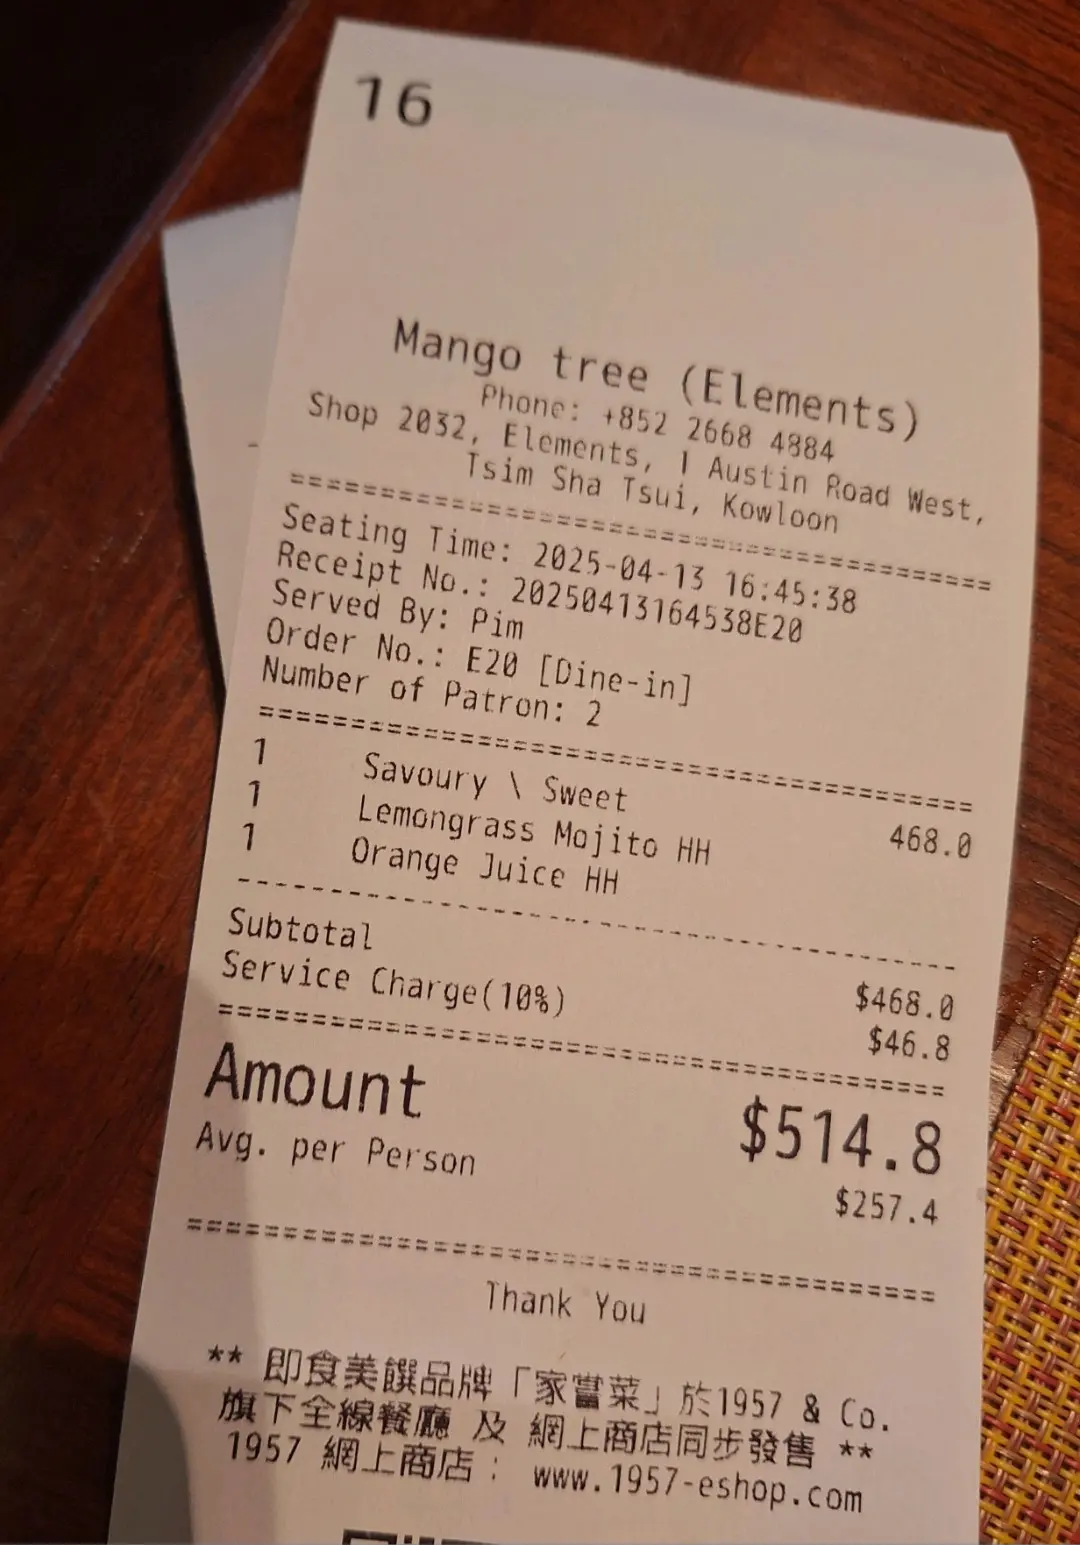 16
Mango tree (Elements)
Phone: +852 2668 4884
Shop 2032, Elements, 1 Austin Road West,
Tsim Sha Tsui, Kowloon
========================================
Seating Time: 2025-04-13 16:45:38
Receipt No.: 20250413164538E20
Served By: Pim
Order No.: E20 [Dine-in]
Number of Patron: 2
========================================
1 Savoury \ Sweet 468.0
1 Lemongrass Mojito HH
1 Orange Juice HH
----------------------------------------
Subtotal $468.0
Service Charge(10%) $46.8
========================================
Amount $514.8
Avg. per Person $257.4
========================================
Thank You
** 即食美饌品牌「家嘗菜」於1957 & Co.
旗下全線餐廳 及 網上商店同步發售 **
1957 網上商店： www.1957-eshop.com